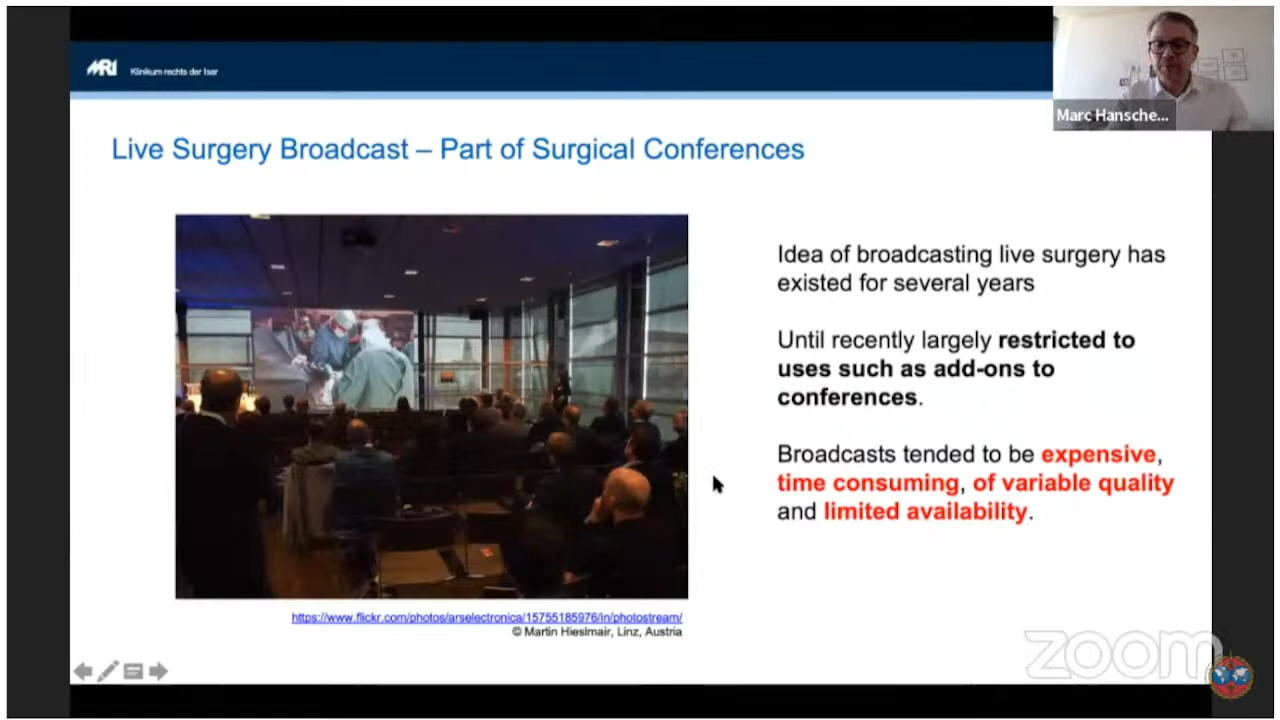 MRI Klinikum rechts der Isar
Marc Hansche...
Live Surgery Broadcast – Part of Surgical Conferences
Idea of broadcasting live surgery has
existed for several years
Until recently largely restricted to
uses such as add-ons to
conferences.
Broadcasts tended to be expensive,
time consuming, of variable quality
and limited availability.
https://www.flickr.com/photos/arselectronica/15755185976/in/photostream/
© Martin Hieslmair, Linz, Austria
zoom